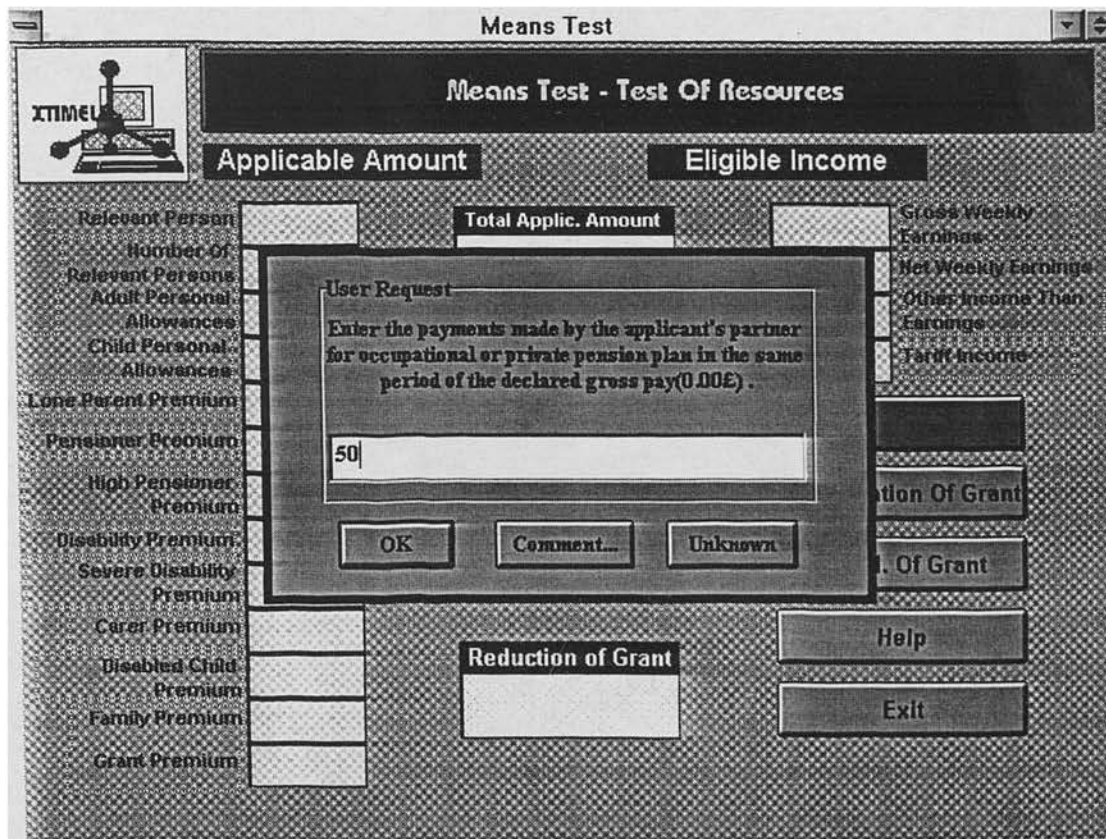 Means Test
XTIMEL
Means Test - Test Of Resources
Applicable Amount
Eligible Income
Relevant Person
Number Of
Relevant Persons
Adult Personal
Allowances
Child Personal
Allowances
Lone Parent Premium
Pensioner Premium
High Pensioner
Premium
Disability Premium
Severe Disability
Premium
Carer Premium
Disabled Child
Premium
Family Premium
Grant Premium
Total Applic. Amount
Gross Weekly
Earnings
Net Weekly Earnings
Other Income Than
Earnings
Tariff Income
User Request
Enter the payments made by the applicant's partner
for occupational or private pension plan in the same
period of the declared gross pay(0.00£) .
50
OK
Comment...
Unknown
Of Grant
. Of Grant
Reduction of Grant
Help
Exit